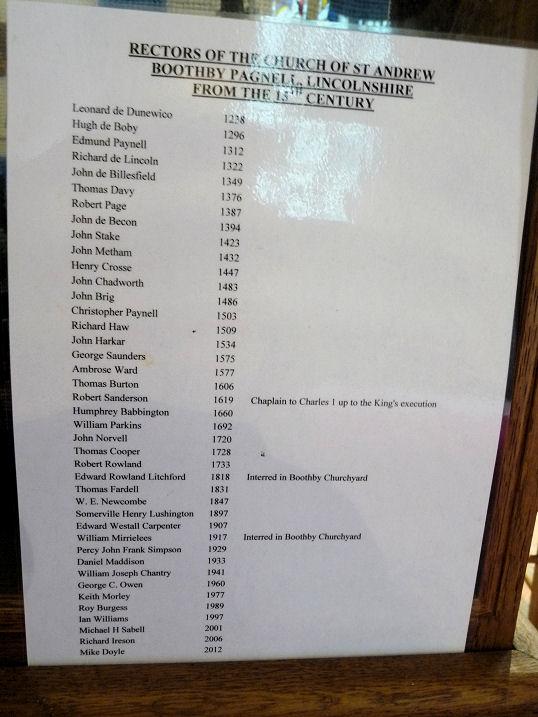 RECTORS OF THE CHURCH OF ST ANDREW
BOOTHBY PAGNELL, LINCOLNSHIRE
FROM THE 13TH CENTURY
Leonard de Dunewico 1238
Hugh de Boby 1296
Edmund Paynell 1312
Richard de Lincoln 1322
John de Billesfield 1349
Thomas Davy 1376
Robert Page 1387
John de Becon 1394
John Stake 1423
John Metham 1432
Henry Crosse 1447
John Chadworth 1483
John Brig 1486
Christopher Paynell 1503
Richard Haw 1509
John Harkar 1534
George Saunders 1575
Ambrose Ward 1577
Thomas Burton 1606
Robert Sanderson 1619 Chaplain to Charles 1 up to the King's execution
Humphrey Babbington 1660
William Parkins 1692
John Norvell 1720
Thomas Cooper 1728
Robert Rowland 1733
Edward Rowland Litchford 1818 Interred in Boothby Churchyard
Thomas Fardell 1831
W. E. Newcombe 1847
Somerville Henry Lushington 1897
Edward Westall Carpenter 1907
William Mirrielees 1917 Interred in Boothby Churchyard
Percy John Frank Simpson 1929
Daniel Maddison 1933
William Joseph Chantry 1941
George C. Owen 1960
Keith Morley 1977
Roy Burgess 1989
Ian Williams 1997
Michael H Sabell 2001
Richard Ireson 2006
Mike Doyle 2012